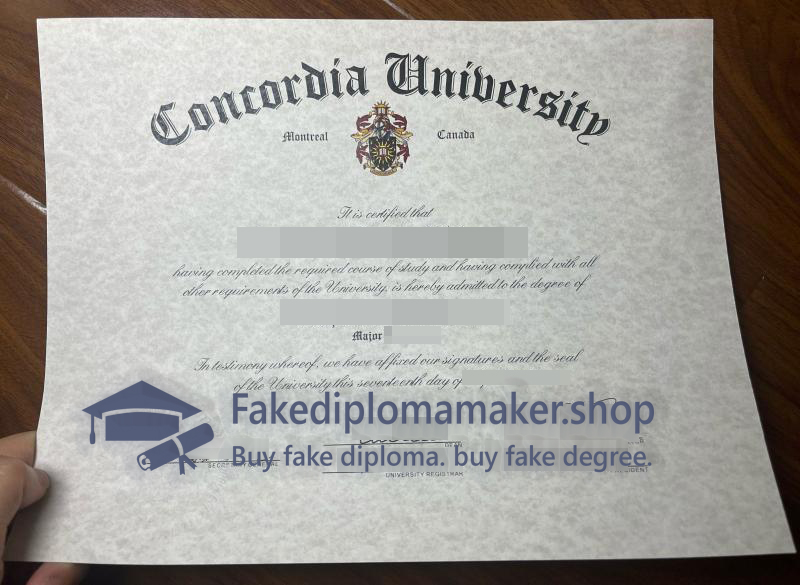 Concordia University
Montreal Canada
It is certified that
having completed the required course of study and having complied with all
other requirements of the University, is hereby admitted to the degree of
Major
In testimony whereof, we have affixed our signatures and the seal
of the University this seventeenth day of
Fakediplomamaker.shop
Buy fake diploma. buy fake degree.
UNIVERSITY REGISTRAR